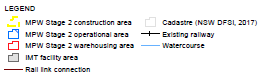 LEGEND
MPW Stage 2 construction area
MPW Stage 2 operational area
MPW Stage 2 warehousing area
IMT facility area
Rail link connection
Cadastre (NSW DFSI, 2017)
Existing railway
Watercourse